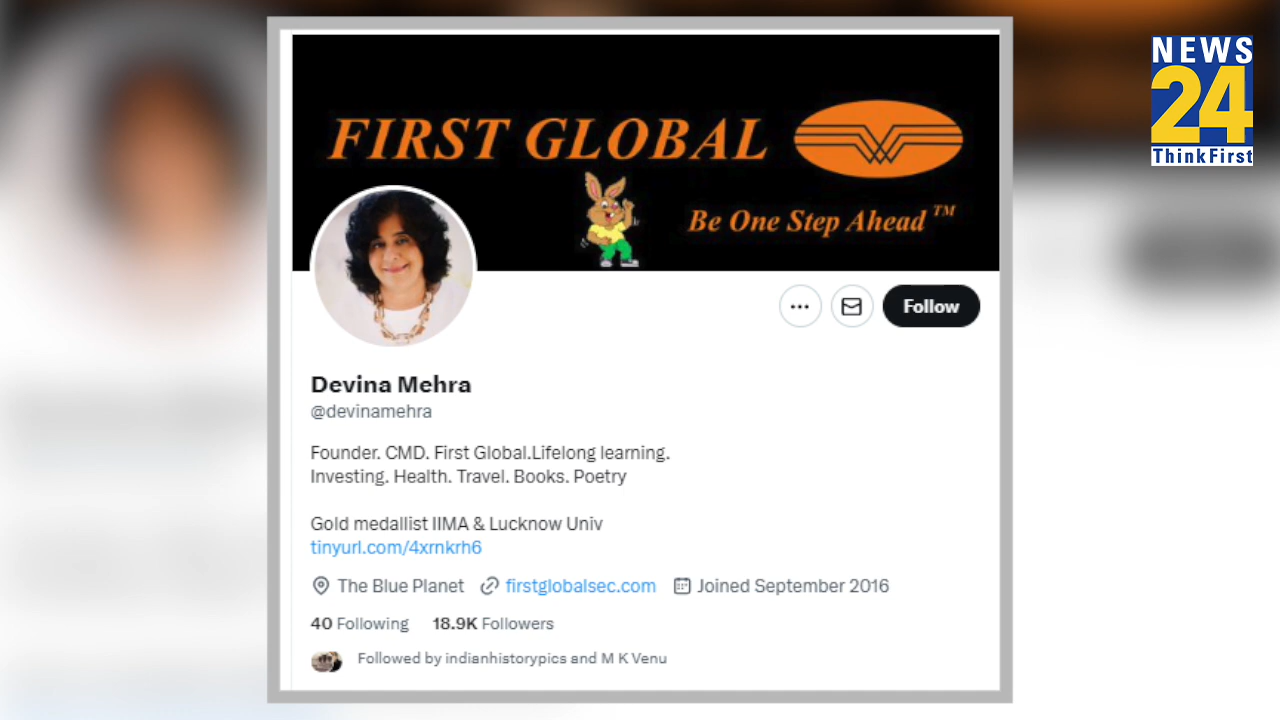 NEWS
24
ThinkFirst
FIRST GLOBAL
Be One Step Ahead TM
Follow
Devina Mehra
@devinamehra
Founder. CMD. First Global.Lifelong learning.
Investing. Health. Travel. Books. Poetry
Gold medallist IIMA & Lucknow Univ
tinyurl.com/4xrnkrh6
The Blue Planet firstglobalsec.com Joined September 2016
40 Following 18.9K Followers
Followed by indianhistorypics and M K Venu